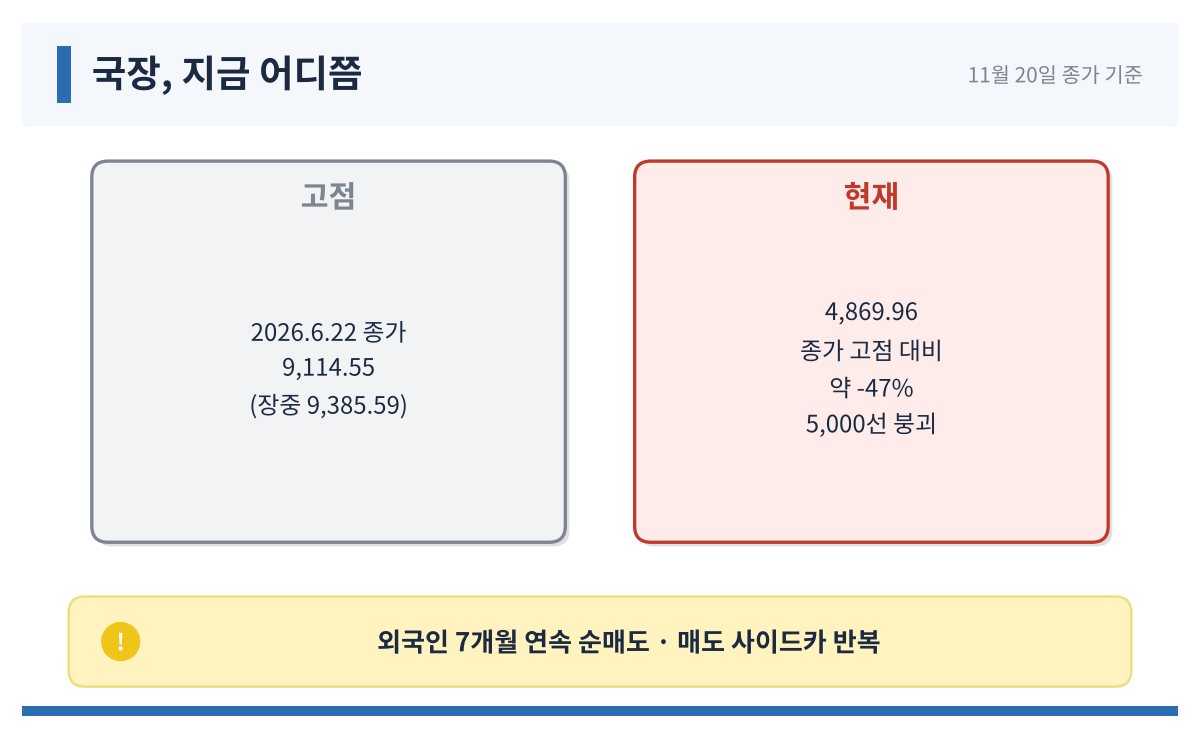 국장, 지금 어디쯤
11월 20일 종가 기준
고점
2026.6.22 종가
9,114.55
(장중 9,385.59)
현재
4,869.96
종가 고점 대비
약 -47%
5,000선 붕괴
!
외국인 7개월 연속 순매도 · 매도 사이드카 반복